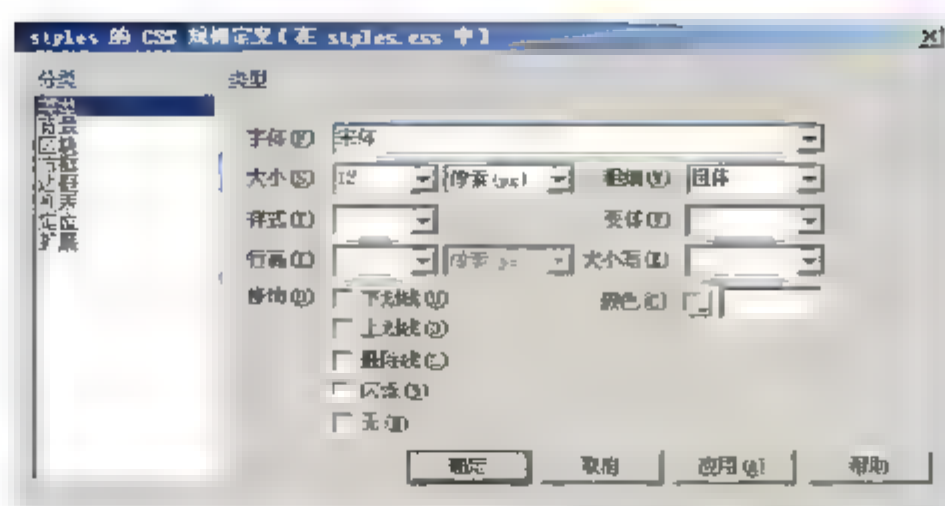 styles 的 CSS 规则定义(在 styles.css 中)
分类
类型
类型
背景
区块
方框
边框
列表
定位
扩展
字体(F) 宋体
大小(S) 12 像素(px) 粗细(W)
样式(T) 变体(V)
行高(I) 像素(px) 大小写(R)
修饰(D) 下划线(U) 颜色(C)
上划线(O)
删除线(L)
闪烁(B)
无(N)
确定 取消 应用(A) 帮助